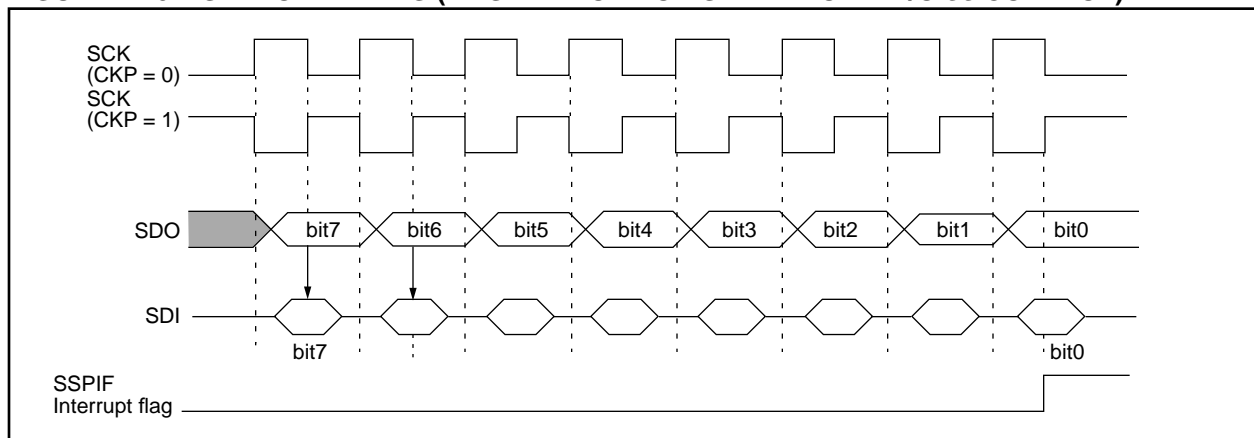 SCK
(CKP = 0)
SCK
(CKP = 1)
SDO bit7 bit6 bit5 bit4 bit3 bit2 bit1 bit0
SDI
bit7 bit0
SSPIF
Interrupt flag